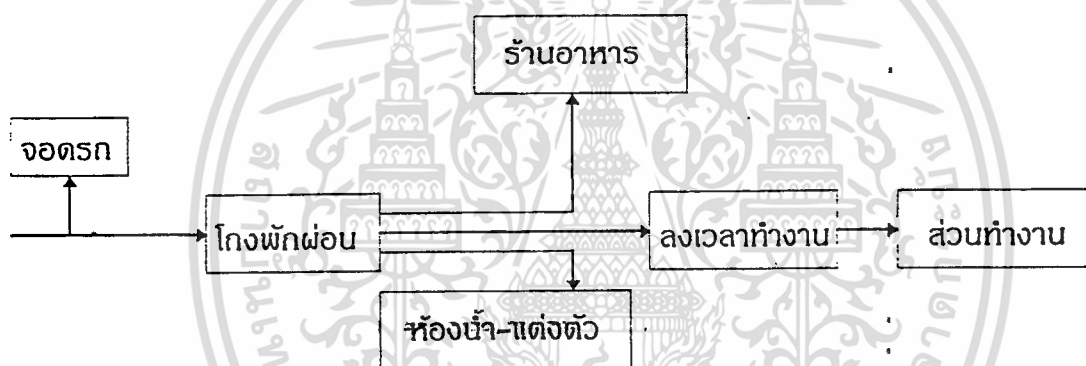 ร้านอาหาร
จอดรถ
โถงพักผ่อน
ลงเวลาทำงาน
ส่วนทำงาน
ห้องน้ำ-แต่งตัว